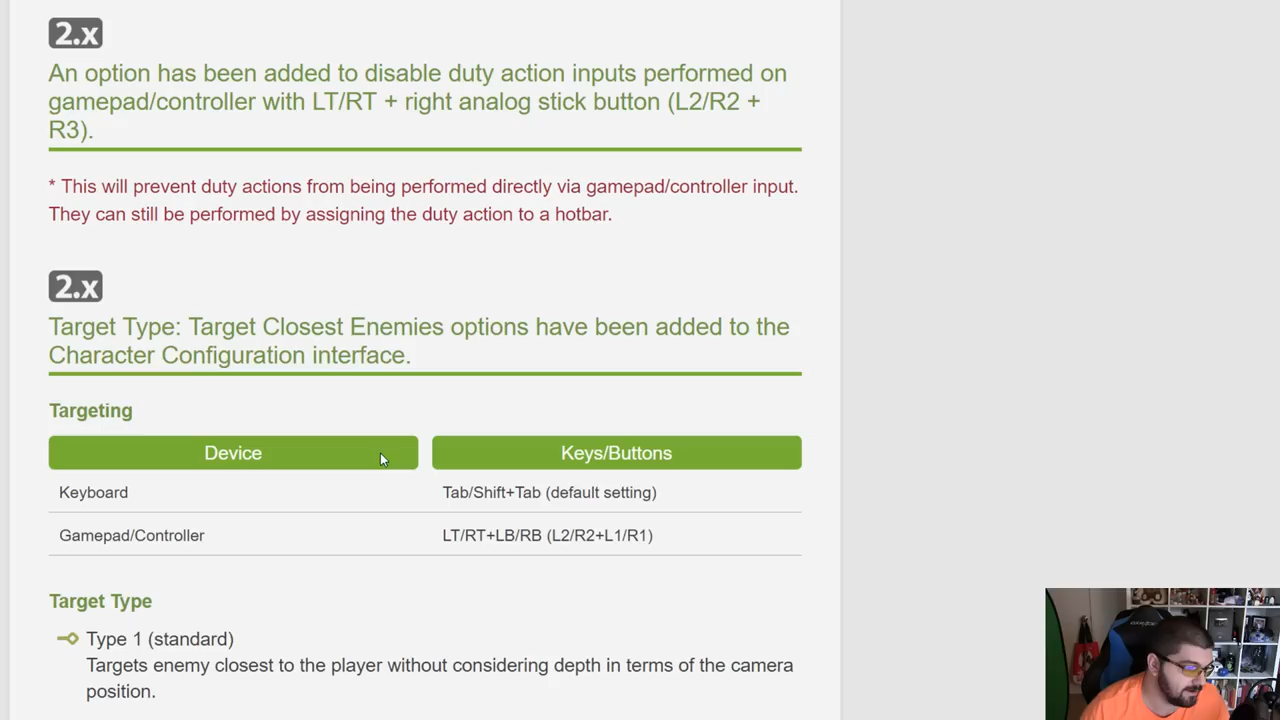 2.x
An option has been added to disable duty action inputs performed on
gamepad/controller with LT/RT + right analog stick button (L2/R2 +
R3).
* This will prevent duty actions from being performed directly via gamepad/controller input.
They can still be performed by assigning the duty action to a hotbar.
2.x
Target Type: Target Closest Enemies options have been added to the
Character Configuration interface.
Targeting
Device Keys/Buttons
Keyboard Tab/Shift+Tab (default setting)
Gamepad/Controller LT/RT+LB/RB (L2/R2+L1/R1)
Target Type
Type 1 (standard)
Targets enemy closest to the player without considering depth in terms of the camera
position.